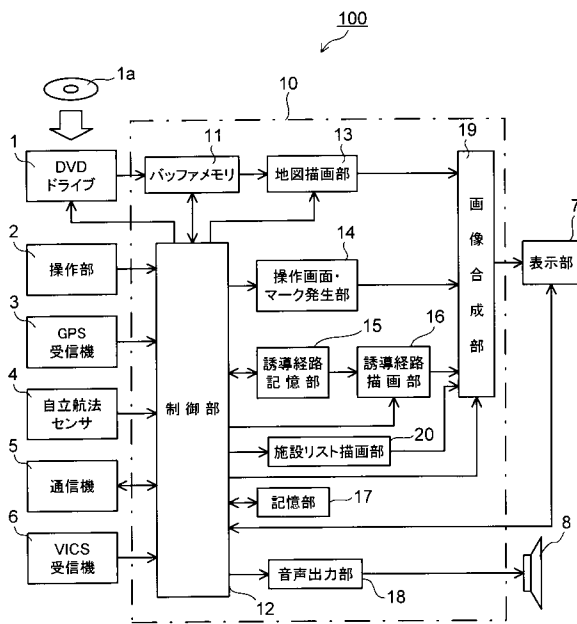 100
1a
10
1
DVD
ドライブ
11
バッファメモリ
13
地図描画部
19
画像合成部
7
表示部
2
操作部
14
操作画面・
マーク発生部
3
GPS
受信機
15
誘導経路
記憶部
16
誘導経路
描画部
4
自立航法
センサ
制御部
施設リスト描画部
20
5
通信機
記憶部
17
6
VICS
受信機
8
音声出力部
18
12